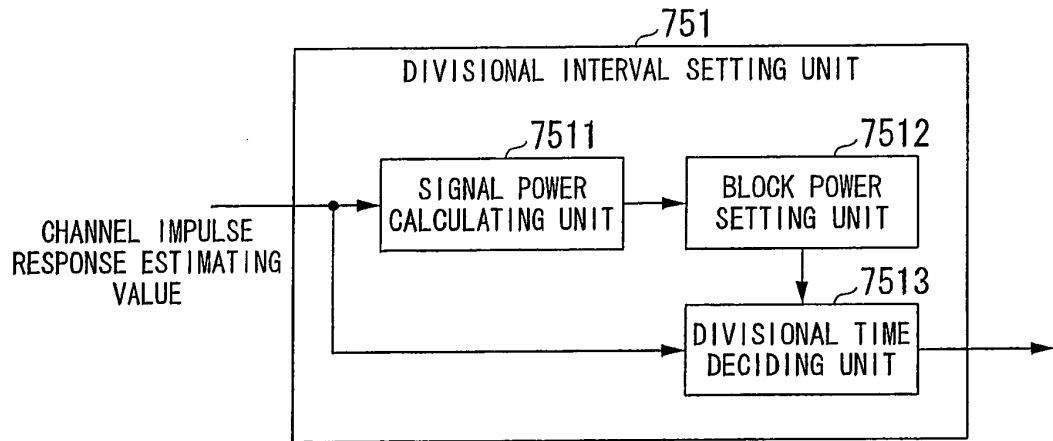 751
DIVISIONAL INTERVAL SETTING UNIT
7511
SIGNAL POWER
CALCULATING UNIT
7512
BLOCK POWER
SETTING UNIT
CHANNEL IMPULSE
RESPONSE ESTIMATING
VALUE
7513
DIVISIONAL TIME
DECIDING UNIT